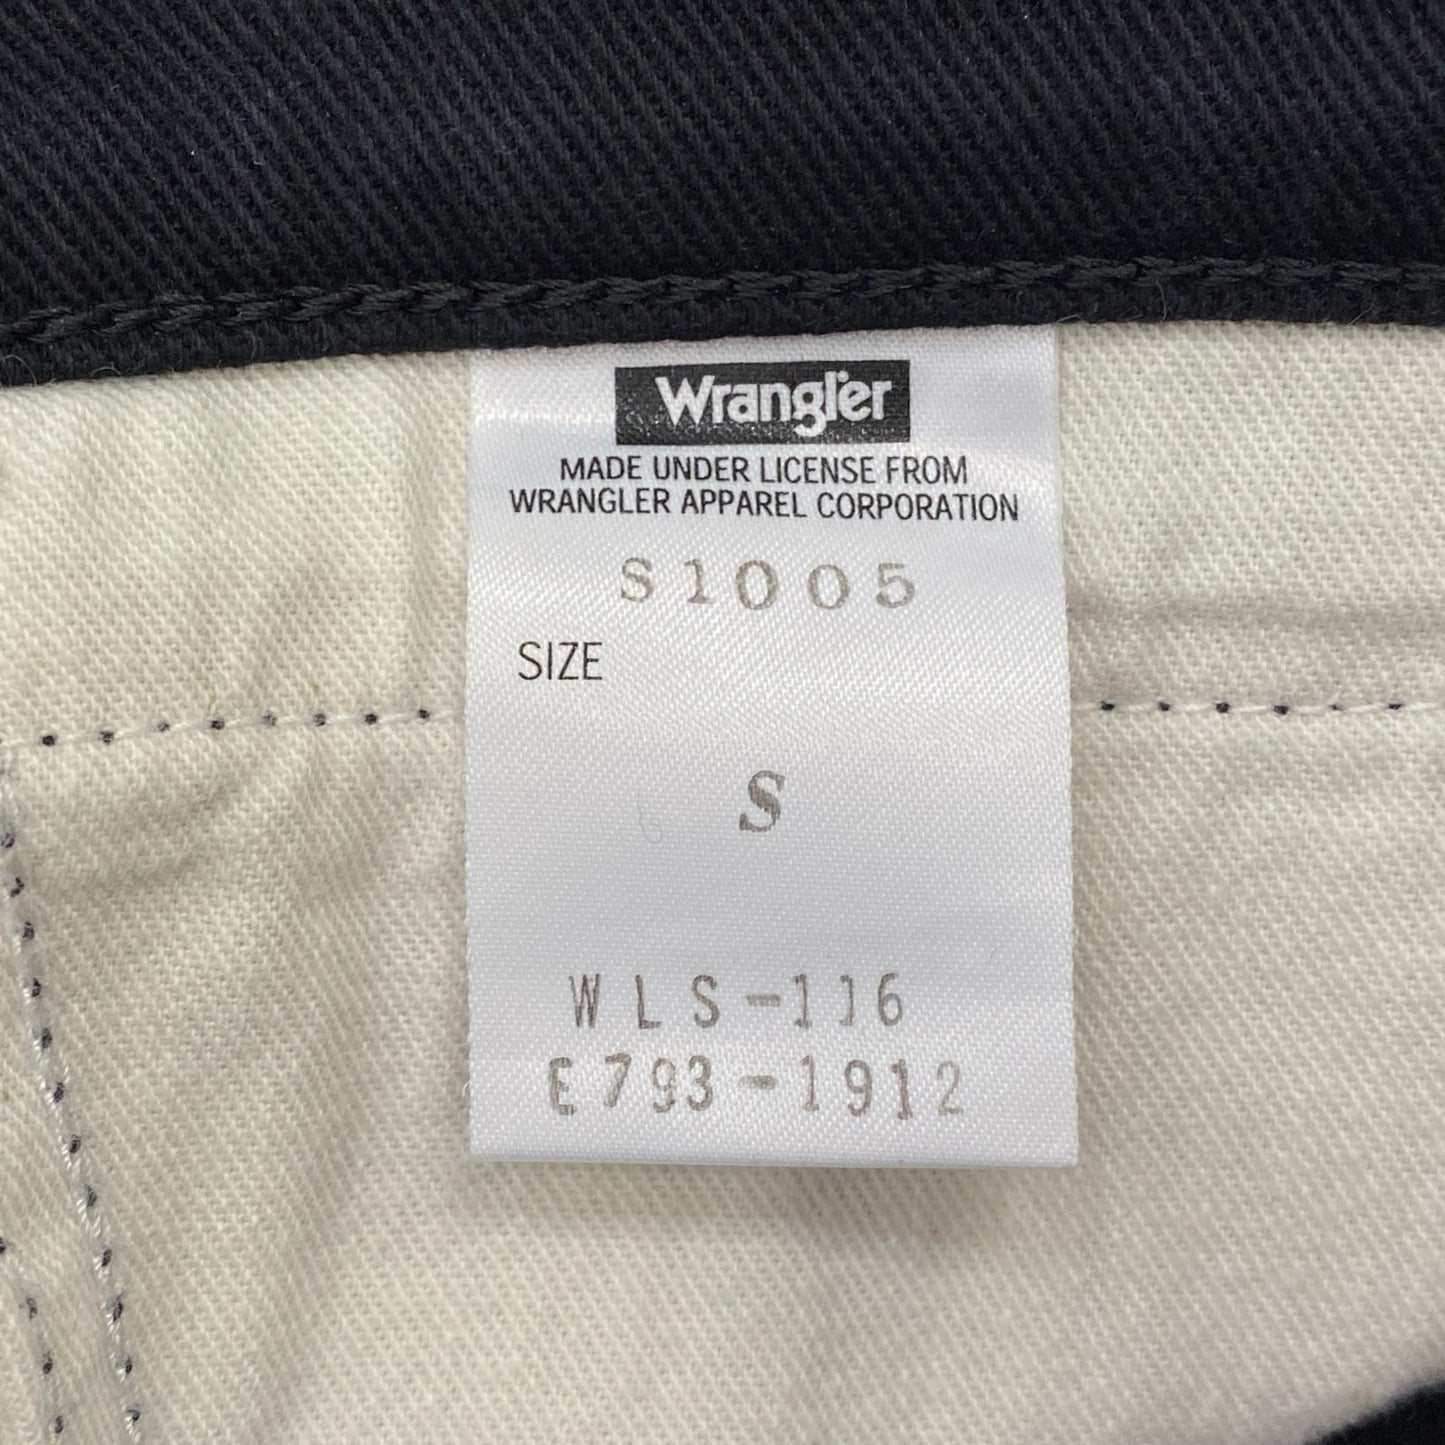 Wrangler
MADE UNDER LICENSE FROM
WRANGLER APPAREL CORPORATION
S1005
SIZE
S
WLS-116
E793-1912